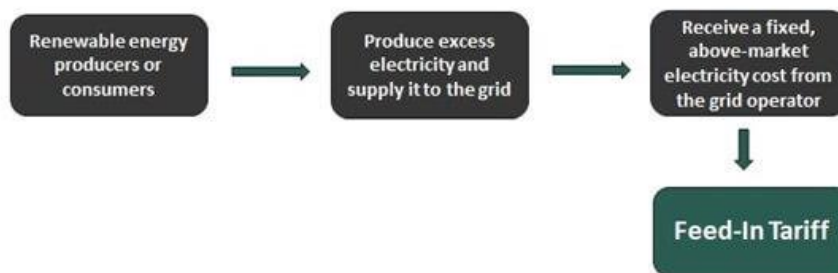 Renewable energy
producers or
consumers
Produce excess
electricity and
supply it to the grid
Receive a fixed,
above-market
electricity cost from
the grid operator
Feed-In Tariff